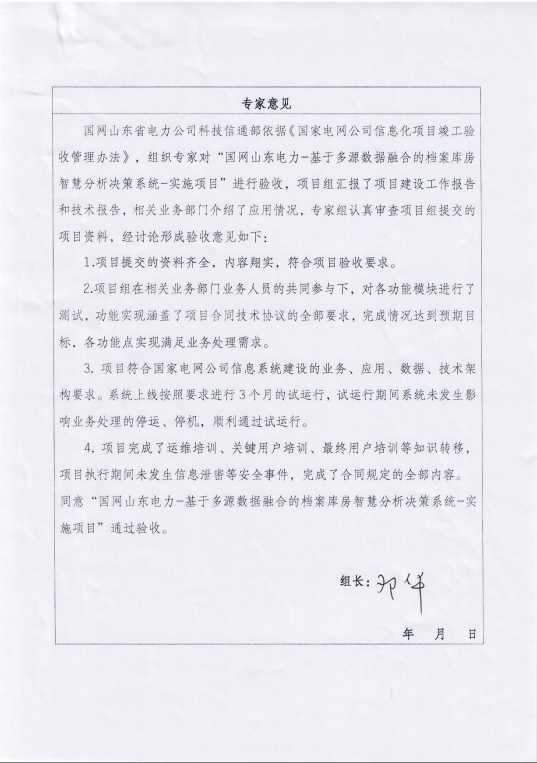 专家意见
国网山东省电力公司科技信通部依据《国家电网公司信息化项目竣工验
收管理办法》，组织专家对“国网山东电力-基于多源数据融合的档案库房
智慧分析决策系统-实施项目”进行验收，项目组汇报了项目建设工作报告
和技术报告，相关业务部门介绍了应用情况，专家组认真审查项目组提交的
项目资料，经讨论形成验收意见如下：
1.项目提交的资料齐全，内容翔实，符合项目验收要求。
2.项目组在相关业务部门业务人员的共同参与下，对各功能模块进行了
测试，功能实现涵盖了项目合同技术协议的全部要求，完成情况达到预期目
标，各功能点实现满足业务处理需求。
3. 项目符合国家电网公司信息系统建设的业务、应用、数据、技术架
构要求。系统上线按照要求进行3个月的试运行，试运行期间系统未发生影
响业务处理的停运、停机，顺利通过试运行。
4. 项目完成了运维培训、关键用户培训、最终用户培训等知识转移，
项目执行期间未发生信息泄密等安全事件，完成了合同规定的全部内容。
同意“国网山东电力-基于多源数据融合的档案库房智慧分析决策系统-实
施项目”通过验收。
组长：
年 月 日